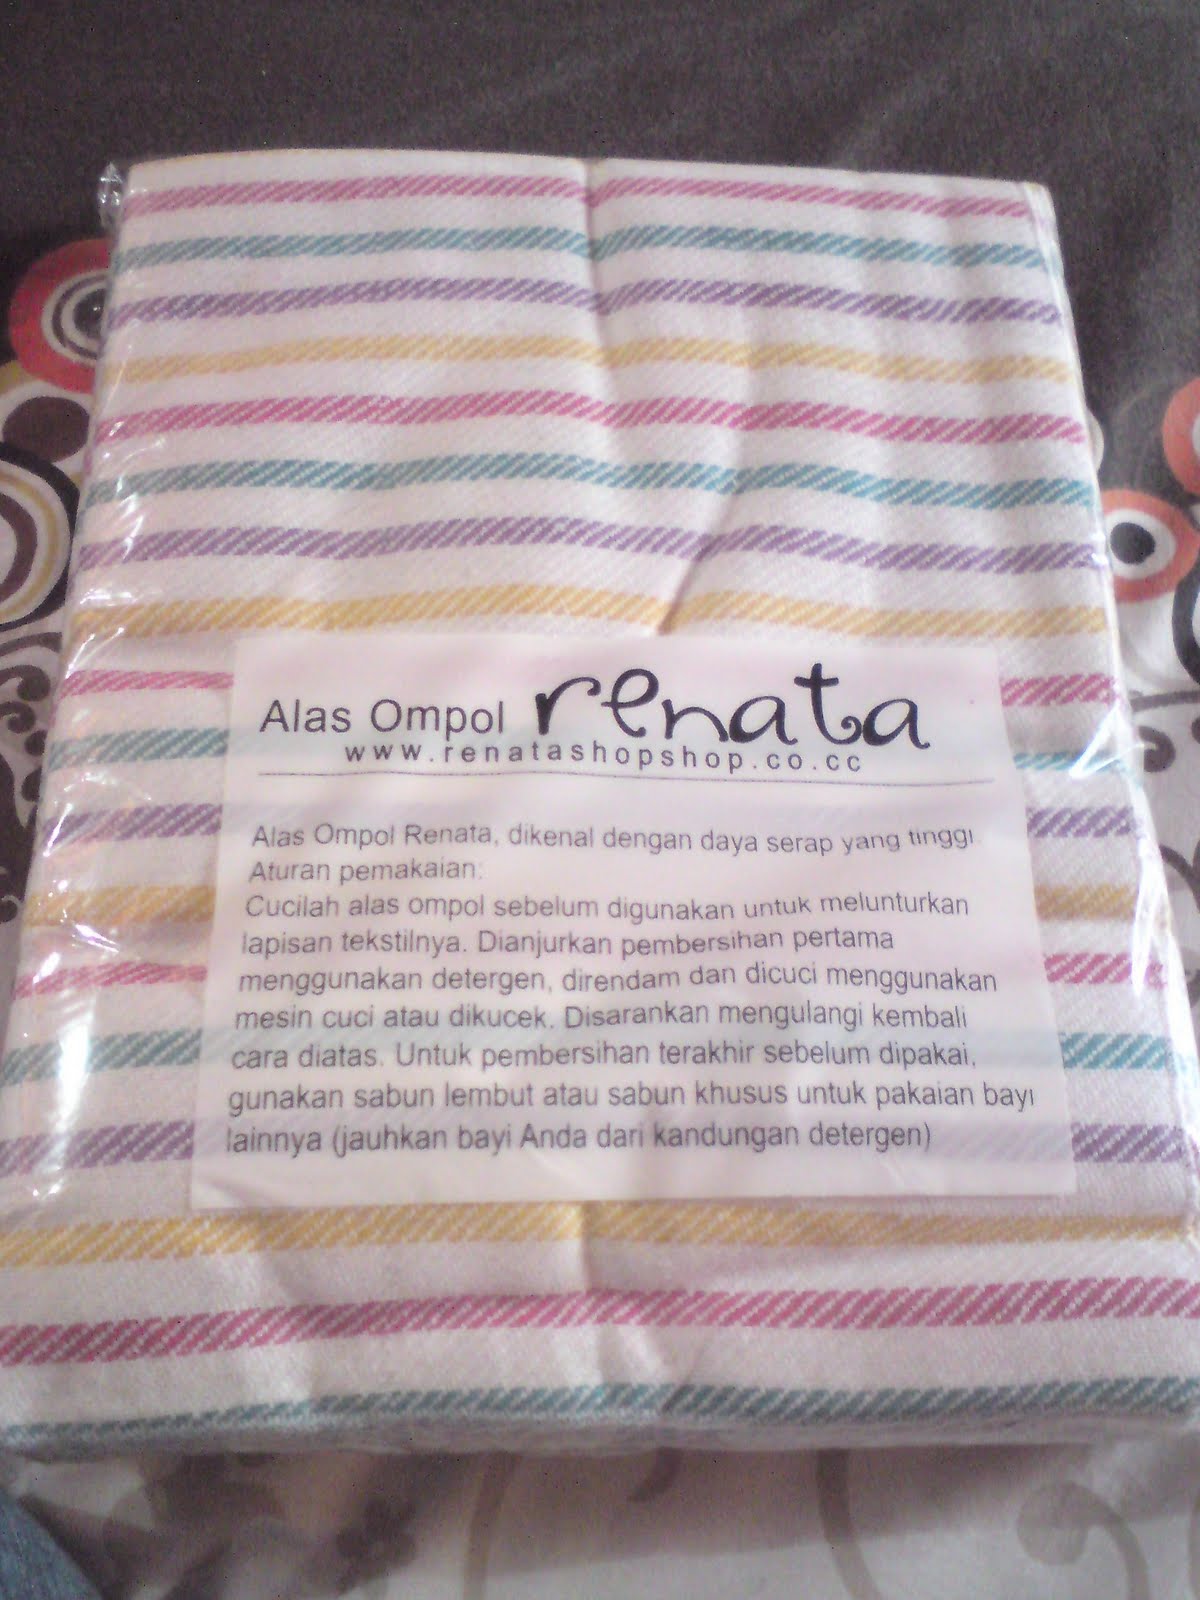 Alas Ompol renata
www.renatashopshop.co.cc
Alas Ompol Renata, dikenal dengan daya serap yang tinggi.
Aturan pemakaian:
Cucilah alas ompol sebelum digunakan untuk melunturkan
lapisan tekstilnya. Dianjurkan pembersihan pertama
menggunakan detergen, direndam dan dicuci menggunakan
mesin cuci atau dikucek. Disarankan mengulangi kembali
cara diatas. Untuk pembersihan terakhir sebelum dipakai,
gunakan sabun lembut atau sabun khusus untuk pakaian bayi
lainnya (jauhkan bayi Anda dari kandungan detergen)